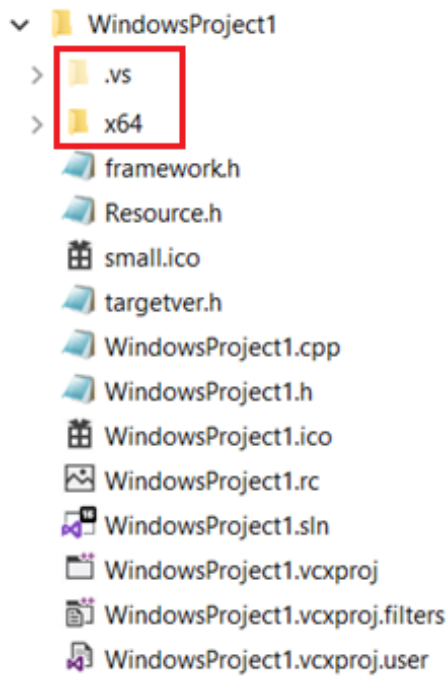 WindowsProject1
.vs
x64
framework.h
Resource.h
small.ico
targetver.h
WindowsProject1.cpp
WindowsProject1.h
WindowsProject1.ico
WindowsProject1.rc
16
WindowsProject1.sln
WindowsProject1.vcxproj
WindowsProject1.vcxproj.filters
WindowsProject1.vcxproj.user